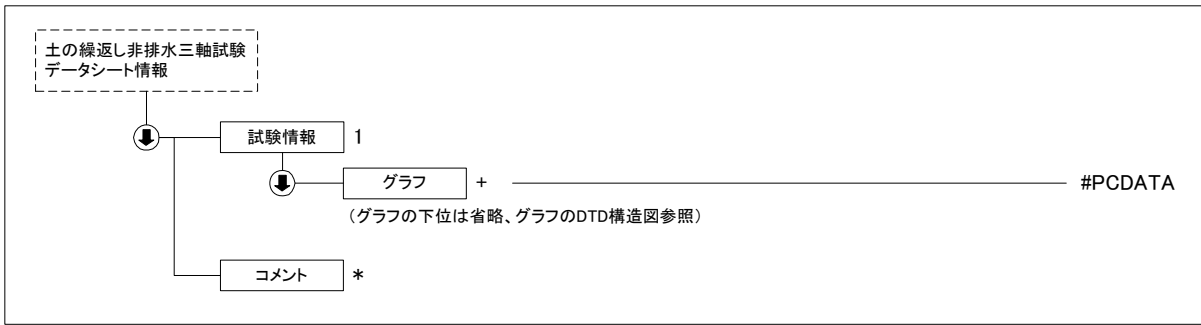 土の繰返し非排水三軸試験
データシート情報
試験情報 1
グラフ + #PCDATA
(グラフの下位は省略、グラフのDTD構造図参照)
コメント *